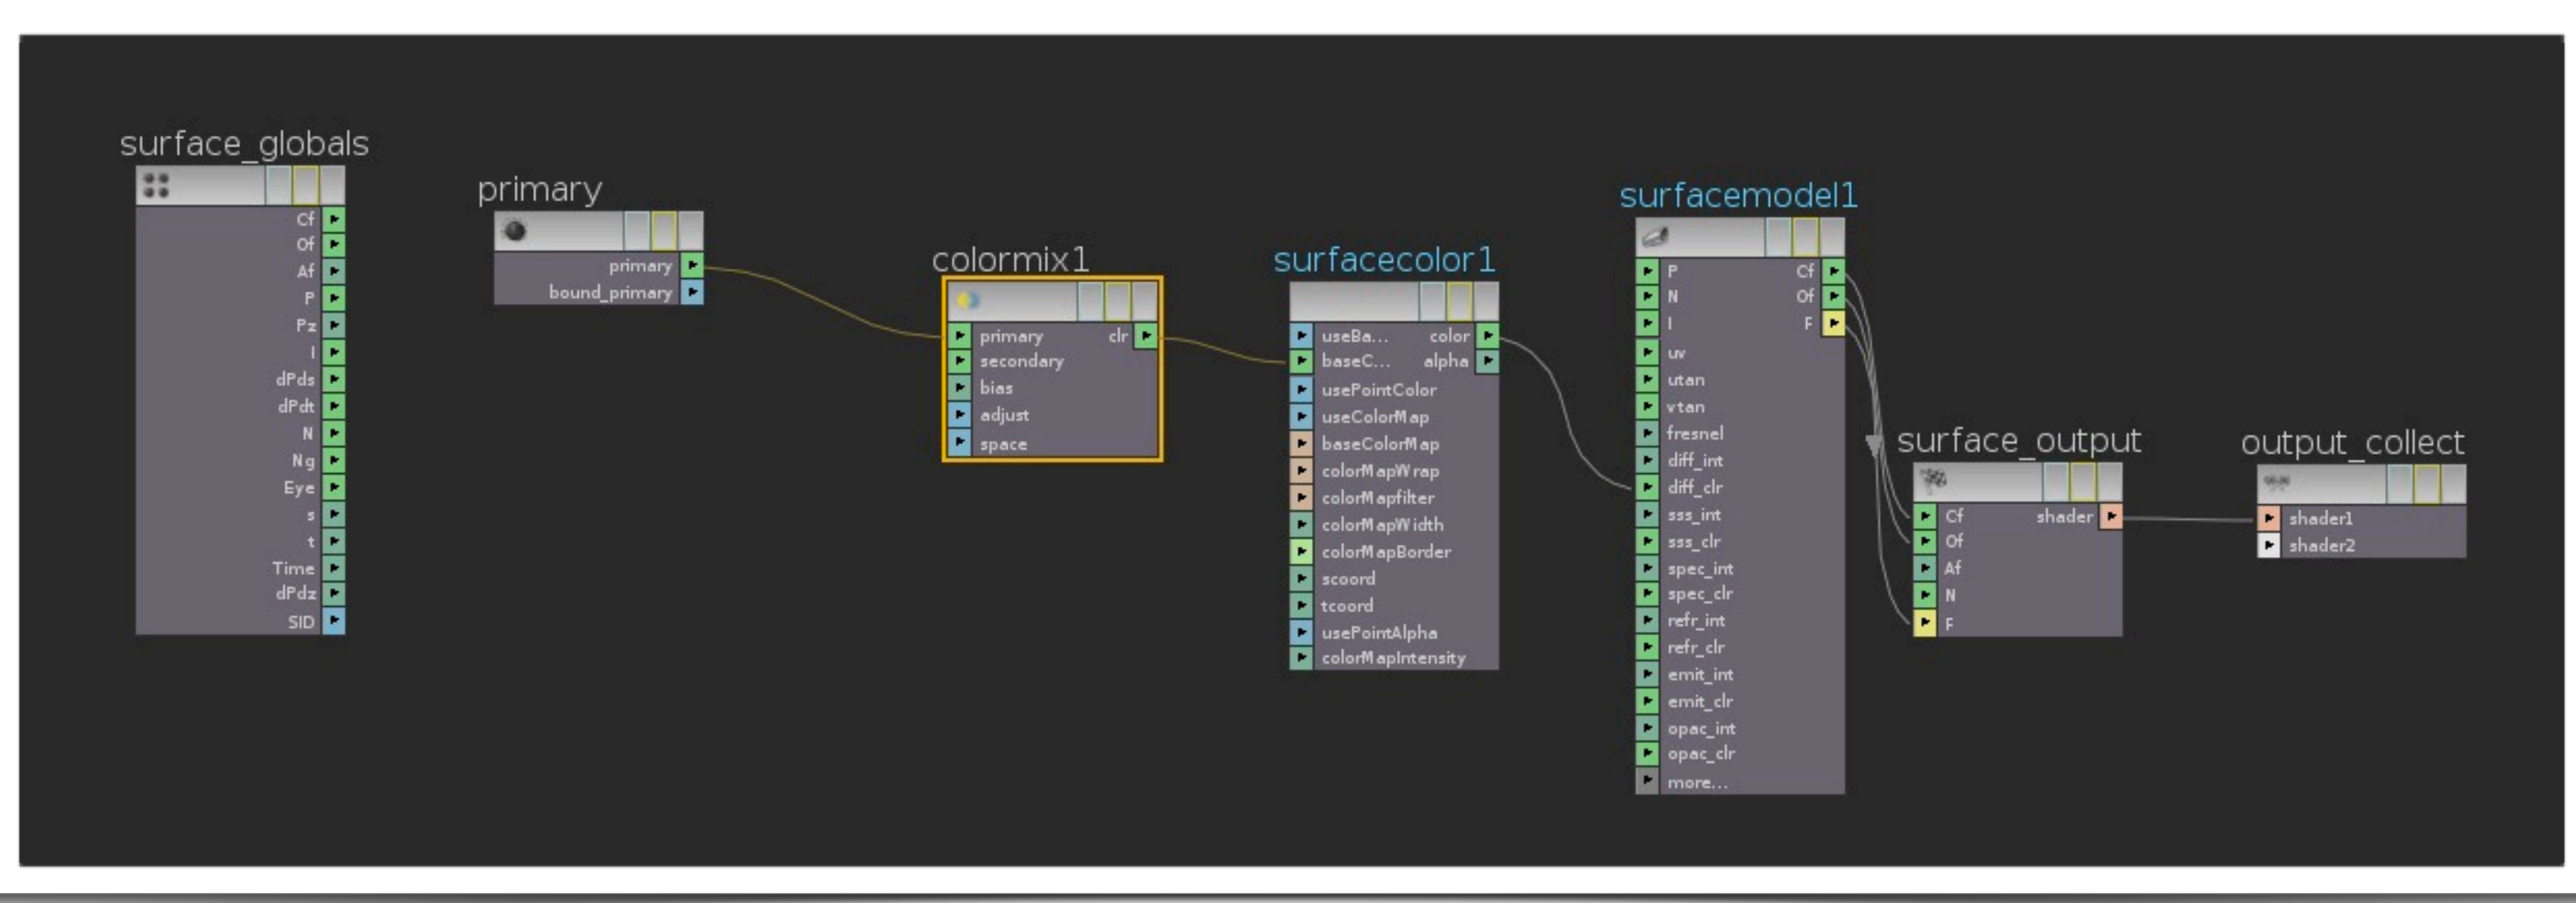 surface_globals
Cf
Of
Af
P
Pz
I
dPds
dPdt
N
Ng
Eye
s
t
Time
dPdz
SID
primary
primary
bound_primary
colormix1
primary clr
secondary
bias
adjust
space
surfacecolor1
useBa... color
baseC... alpha
usePointColor
useColorMap
baseColorMap
colorMapWrap
colorMapfilter
colorMapWidth
colorMapBorder
scoord
tcoord
usePointAlpha
colorMapIntensity
surfacemodel1
P Cf
N Of
I F
uv
utan
vtan
fresnel
diff_int
diff_clr
sss_int
sss_clr
spec_int
spec_clr
refr_int
refr_clr
emit_int
emit_clr
opac_int
opac_clr
more...
surface_output
Cf shader
Of
Af
N
F
output_collect
shader1
shader2